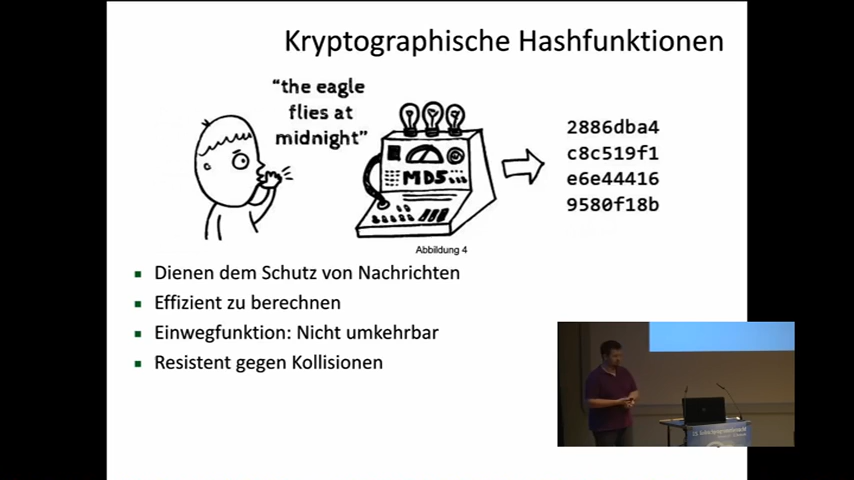 Kryptographische Hashfunktionen
"the eagle
flies at
midnight"
MD5
2886dba4
c8c519f1
e6e44416
9580f18b
Abbildung 4
Dienen dem Schutz von Nachrichten
Effizient zu berechnen
Einwegfunktion: Nicht umkehrbar
Resistent gegen Kollisionen